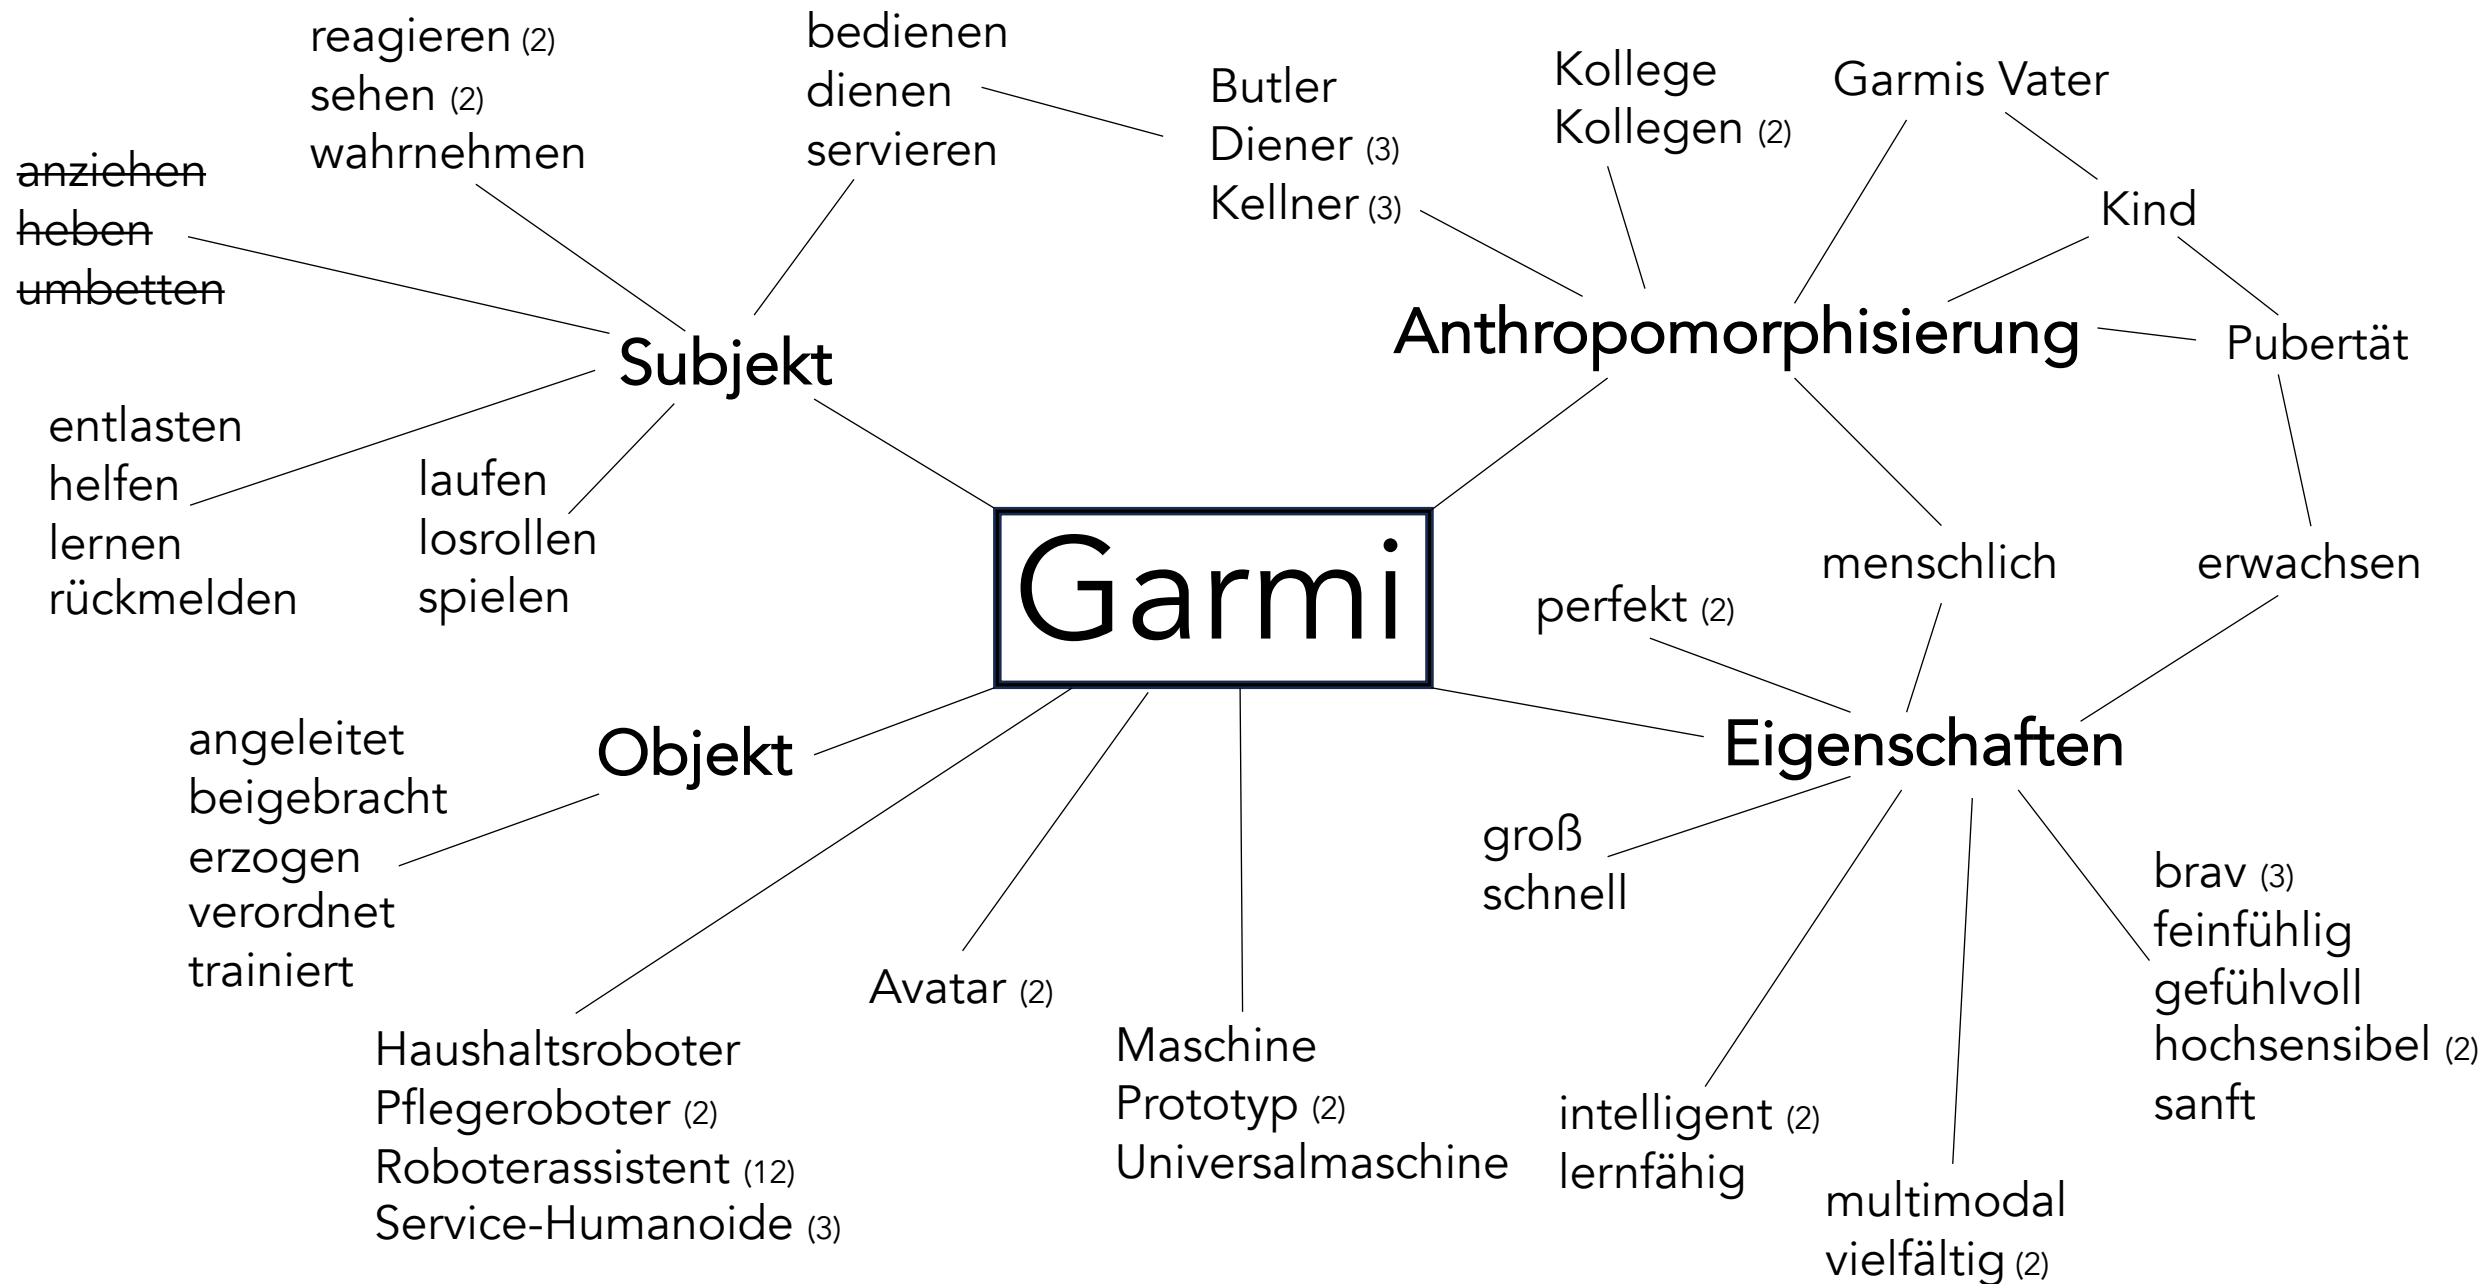 reagieren (2)
sehen (2)
wahrnehmen
bedienen
dienen
servieren
Butler
Diener (3)
Kellner (3)
Kollege
Kollegen (2)
Garmis Vater
Kind
Pubertät
anziehen
heben
umbetten
Subjekt
Anthropomorphisierung
entlasten
helfen
lernen
rückmelden
laufen
losrollen
spielen
Garmi
menschlich
erwachsen
perfekt (2)
Objekt
Eigenschaften
angeleitet
beigebracht
erzogen
verordnet
trainiert
groß
schnell
brav (3)
feinfühlig
gefühlvoll
hochsensibel (2)
sanft
Haushaltsroboter
Pflegeroboter (2)
Roboterassistent (12)
Service-Humanoide (3)
Avatar (2)
Maschine
Prototyp (2)
Universalmaschine
intelligent (2)
lernfähig
multimodal
vielfältig (2)